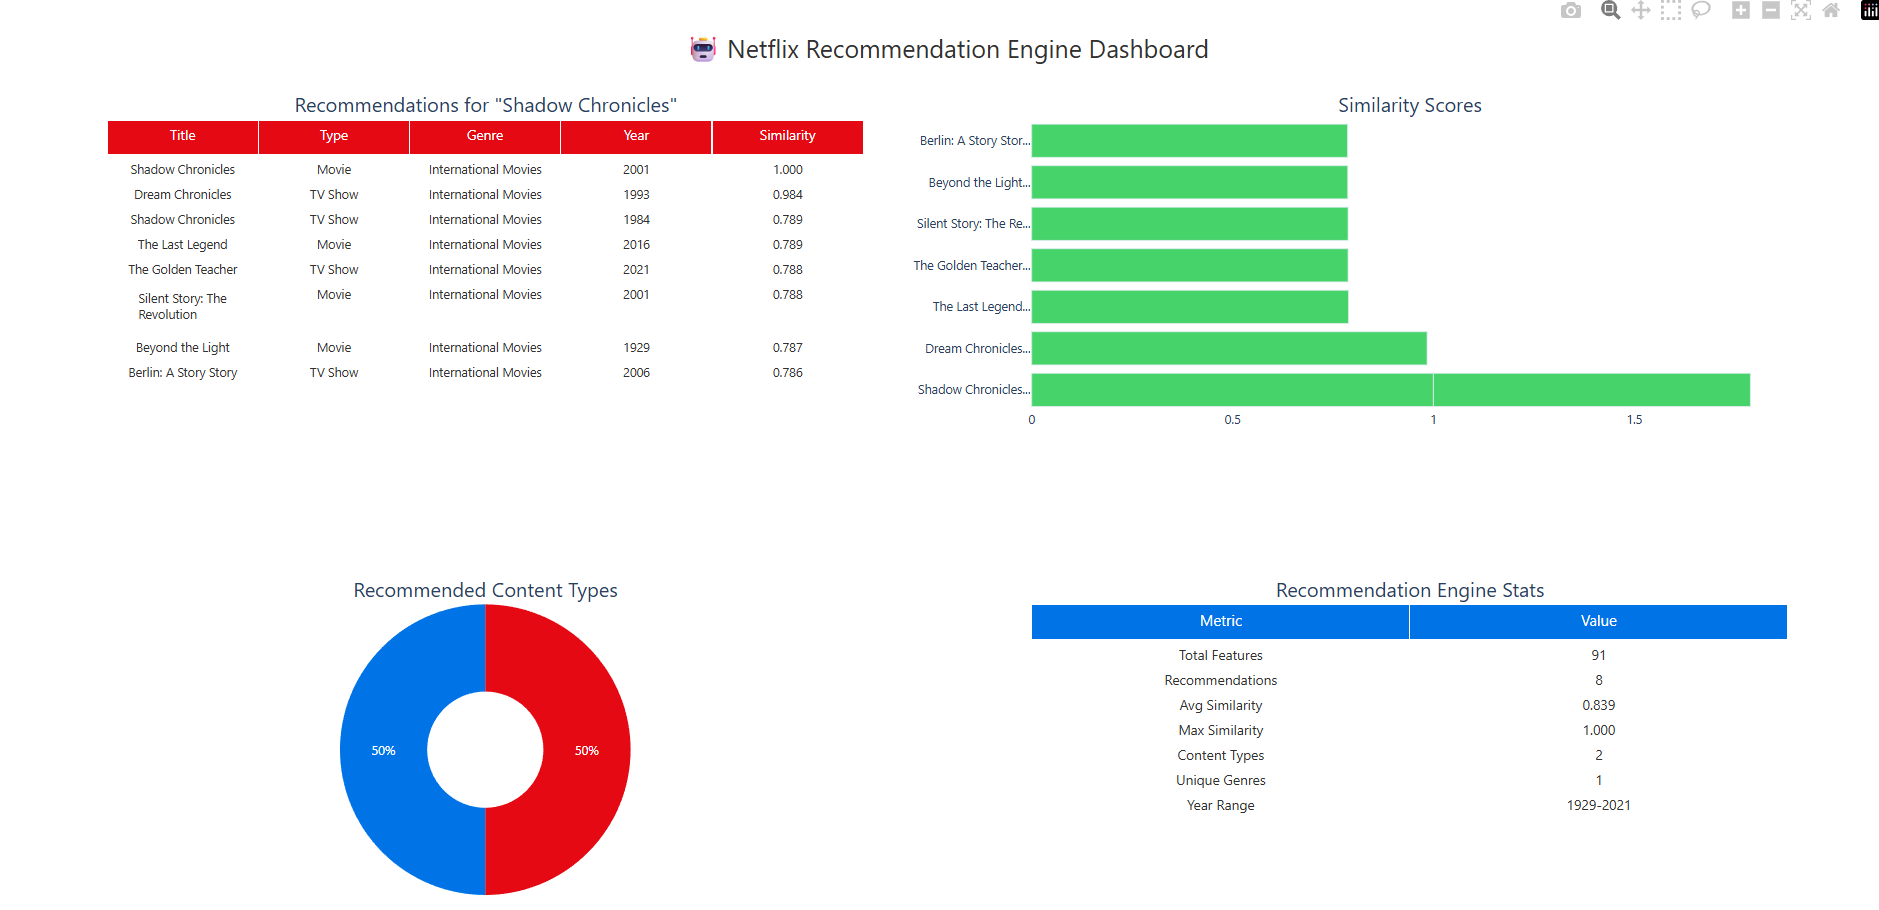 Netflix Recommendation Engine Dashboard
Recommendations for "Shadow Chronicles"
Title Type Genre Year Similarity
Shadow Chronicles Movie International Movies 2001 1.000
Dream Chronicles TV Show International Movies 1993 0.984
Shadow Chronicles TV Show International Movies 1984 0.789
The Last Legend Movie International Movies 2016 0.789
The Golden Teacher TV Show International Movies 2021 0.788
Silent Story: The Movie International Movies 2001 0.788
Revolution
Beyond the Light Movie International Movies 1929 0.787
Berlin: A Story Story TV Show International Movies 2006 0.786
Similarity Scores
Berlin: A Story Stor...
Beyond the Light...
Silent Story: The Re...
The Golden Teacher...
The Last Legend...
Dream Chronicles...
Shadow Chronicles...
0 0.5 1 1.5
Recommended Content Types
50% 50%
Recommendation Engine Stats
Metric Value
Total Features 91
Recommendations 8
Avg Similarity 0.839
Max Similarity 1.000
Content Types 2
Unique Genres 1
Year Range 1929-2021